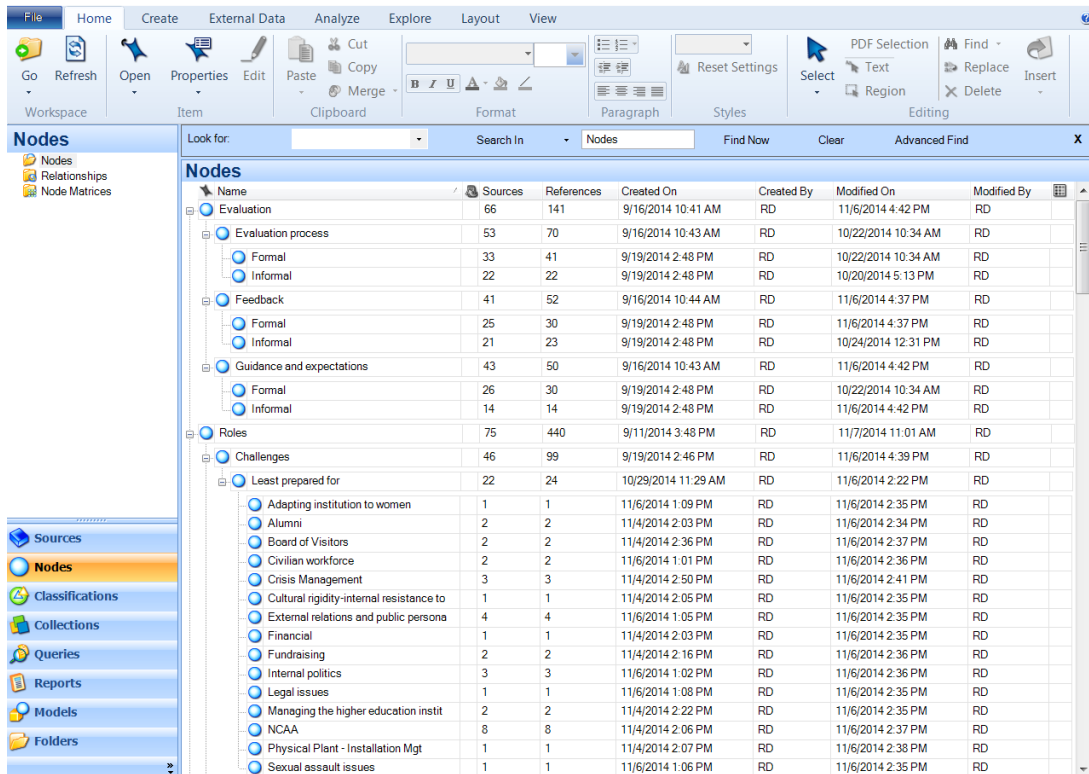 File Home Create External Data Analyze Explore Layout View
Go Refresh Open Properties Edit Paste Cut Copy Merge B I U A Reset Settings Select PDF Selection Text Region Find Replace Delete Insert
Workspace Item Clipboard Format Paragraph Styles Editing
Nodes
Nodes
Relationships
Node Matrices
Sources
Nodes
Classifications
Collections
Queries
Reports
Models
Folders
Look for: Search In Nodes Find Now Clear Advanced Find X
Nodes
Name Sources References Created On Created By Modified On Modified By
Evaluation 66 141 9/16/2014 10:41 AM RD 11/6/2014 4:42 PM RD
Evaluation process 53 70 9/16/2014 10:43 AM RD 10/22/2014 10:34 AM RD
Formal 33 41 9/19/2014 2:48 PM RD 10/22/2014 10:34 AM RD
Informal 22 22 9/19/2014 2:48 PM RD 10/20/2014 5:13 PM RD
Feedback 41 52 9/16/2014 10:44 AM RD 11/6/2014 4:37 PM RD
Formal 25 30 9/19/2014 2:48 PM RD 11/6/2014 4:37 PM RD
Informal 21 23 9/19/2014 2:48 PM RD 10/24/2014 12:31 PM RD
Guidance and expectations 43 50 9/16/2014 10:43 AM RD 11/6/2014 4:42 PM RD
Formal 26 30 9/19/2014 2:48 PM RD 10/22/2014 10:34 AM RD
Informal 14 14 9/19/2014 2:48 PM RD 11/6/2014 4:42 PM RD
Roles 75 440 9/11/2014 3:48 PM RD 11/7/2014 11:01 AM RD
Challenges 46 99 9/19/2014 2:46 PM RD 11/6/2014 4:39 PM RD
Least prepared for 22 24 10/29/2014 11:29 AM RD 11/6/2014 2:22 PM RD
Adapting institution to women 1 1 11/6/2014 1:09 PM RD 11/6/2014 2:35 PM RD
Alumni 2 2 11/4/2014 2:03 PM RD 11/6/2014 2:34 PM RD
Board of Visitors 2 2 11/4/2014 2:36 PM RD 11/6/2014 2:37 PM RD
Civilian workforce 2 2 11/6/2014 1:01 PM RD 11/6/2014 2:36 PM RD
Crisis Management 3 3 11/4/2014 2:50 PM RD 11/6/2014 2:41 PM RD
Cultural rigidity-internal resistance to 1 1 11/4/2014 2:05 PM RD 11/6/2014 2:35 PM RD
External relations and public persona 4 4 11/6/2014 1:05 PM RD 11/6/2014 2:35 PM RD
Financial 1 1 11/4/2014 2:03 PM RD 11/6/2014 2:35 PM RD
Fundraising 2 2 11/4/2014 2:16 PM RD 11/6/2014 2:36 PM RD
Internal politics 3 3 11/6/2014 1:02 PM RD 11/6/2014 2:36 PM RD
Legal issues 1 1 11/6/2014 1:08 PM RD 11/6/2014 2:35 PM RD
Managing the higher education instit 2 2 11/4/2014 2:22 PM RD 11/6/2014 2:35 PM RD
NCAA 8 8 11/4/2014 2:06 PM RD 11/6/2014 2:37 PM RD
Physical Plant - Installation Mgt 1 1 11/4/2014 2:07 PM RD 11/6/2014 2:38 PM RD
Sexual assault issues 1 1 11/6/2014 1:06 PM RD 11/6/2014 2:35 PM RD